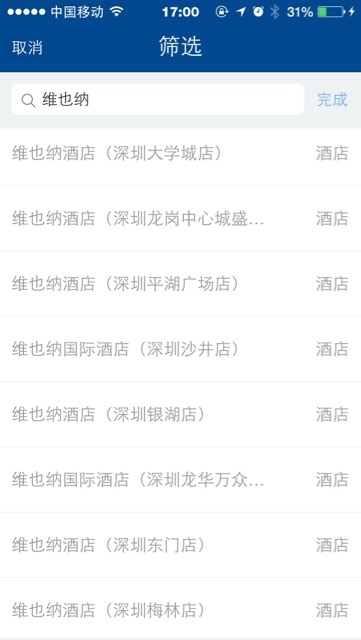 中国移动 17:00 31%
取消 筛选
维也纳 完成
维也纳酒店（深圳大学城店） 酒店
维也纳酒店（深圳龙岗中心城盛... 酒店
维也纳酒店（深圳平湖广场店） 酒店
维也纳国际酒店（深圳沙井店） 酒店
维也纳酒店（深圳银湖店） 酒店
维也纳国际酒店（深圳龙华万众... 酒店
维也纳酒店（深圳东门店） 酒店
维也纳酒店（深圳梅林店） 酒店